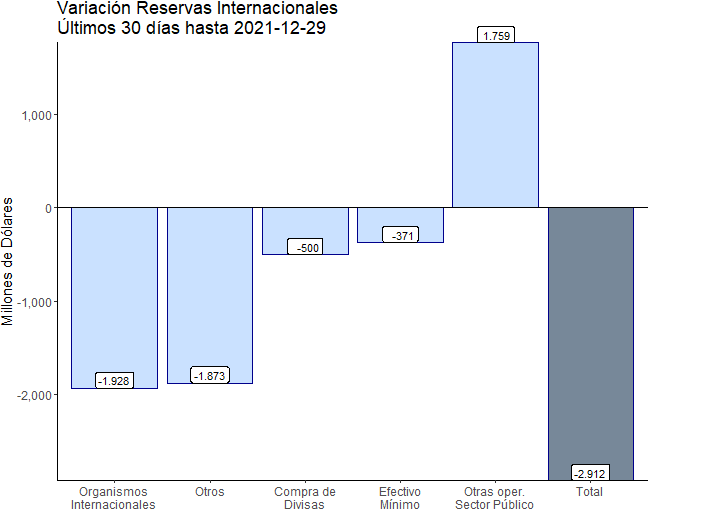 Variación Reservas Internacionales
Últimos 30 días hasta 2021-12-29
Millones de Dólares
1,000
0
-1,000
-2,000
1.759
-500
-371
-1.928
-1.873
-2.912
Organismos
Internacionales
Otros
Compra de
Divisas
Efectivo
Mínimo
Otras oper.
Sector Público
Total